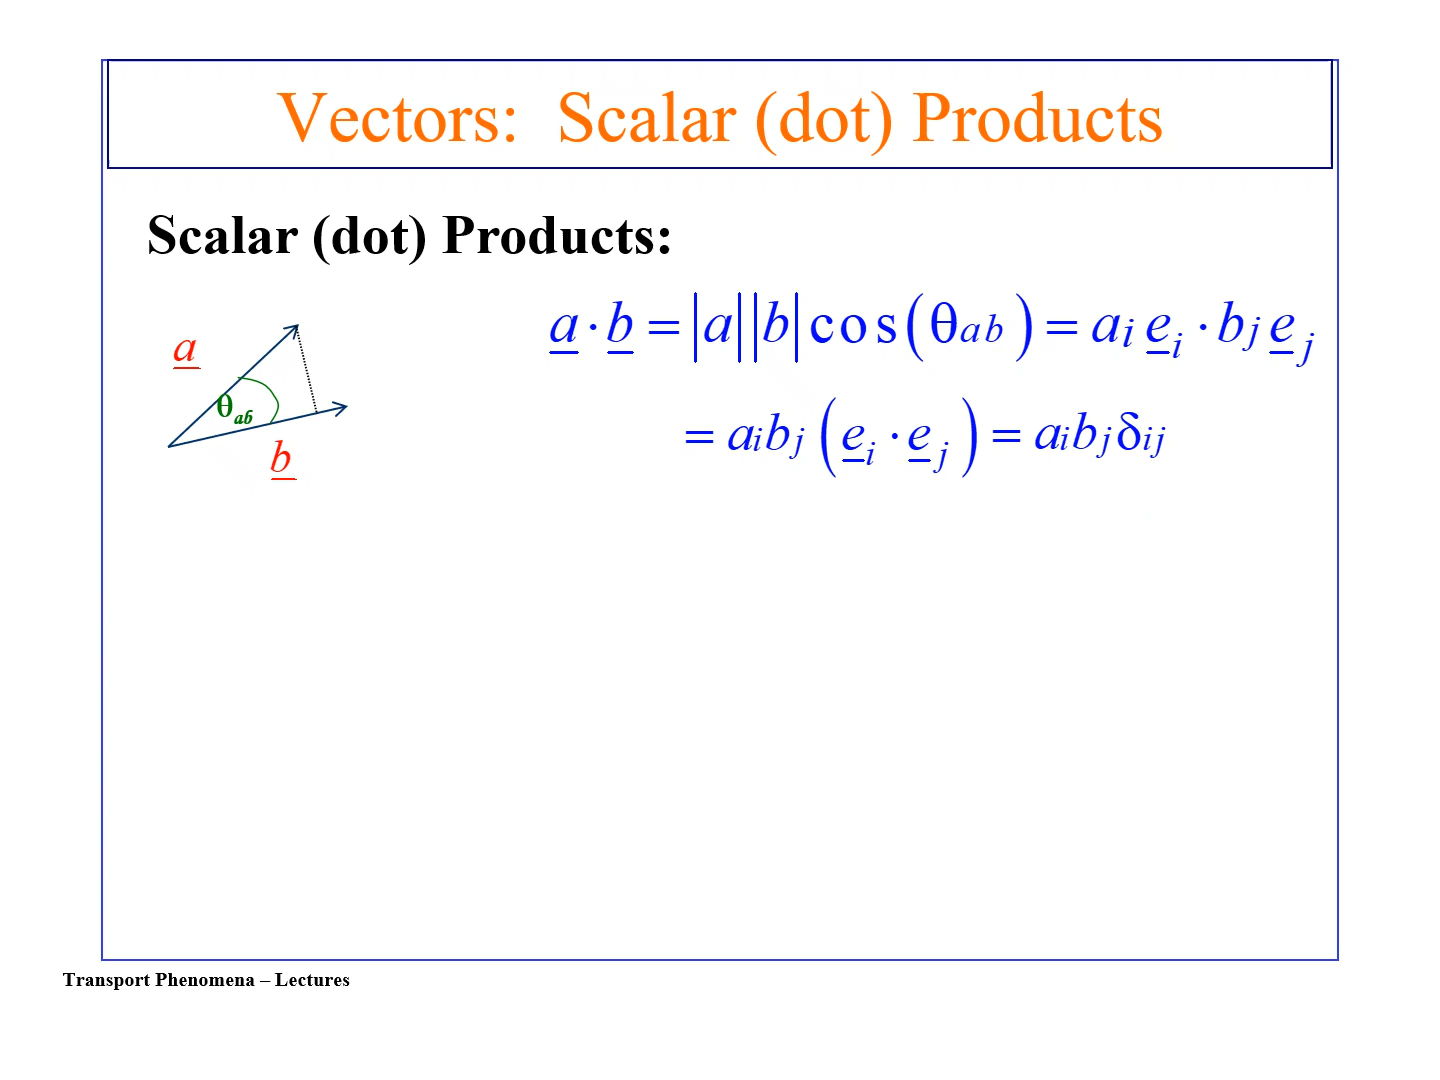 Vectors: Scalar (dot) Products
Scalar (dot) Products:
a · b = |a||b| cos(θab) = ai ei · bj ej
= aibj (ei · ej) = aibjδij
a
θab
b
Transport Phenomena – Lectures